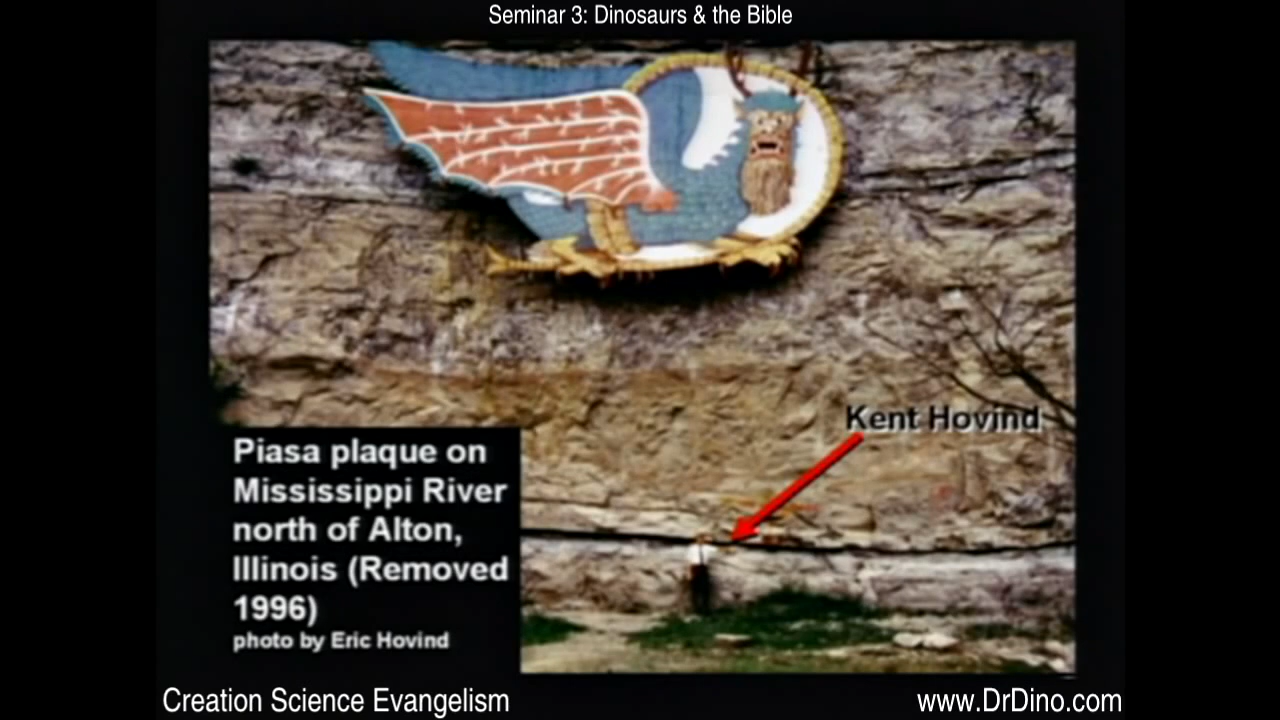 Seminar 3: Dinosaurs & the Bible
Kent Hovind
Piasa plaque on
Mississippi River
north of Alton,
Illinois (Removed
1996)
photo by Eric Hovind
Creation Science Evangelism
www.DrDino.com